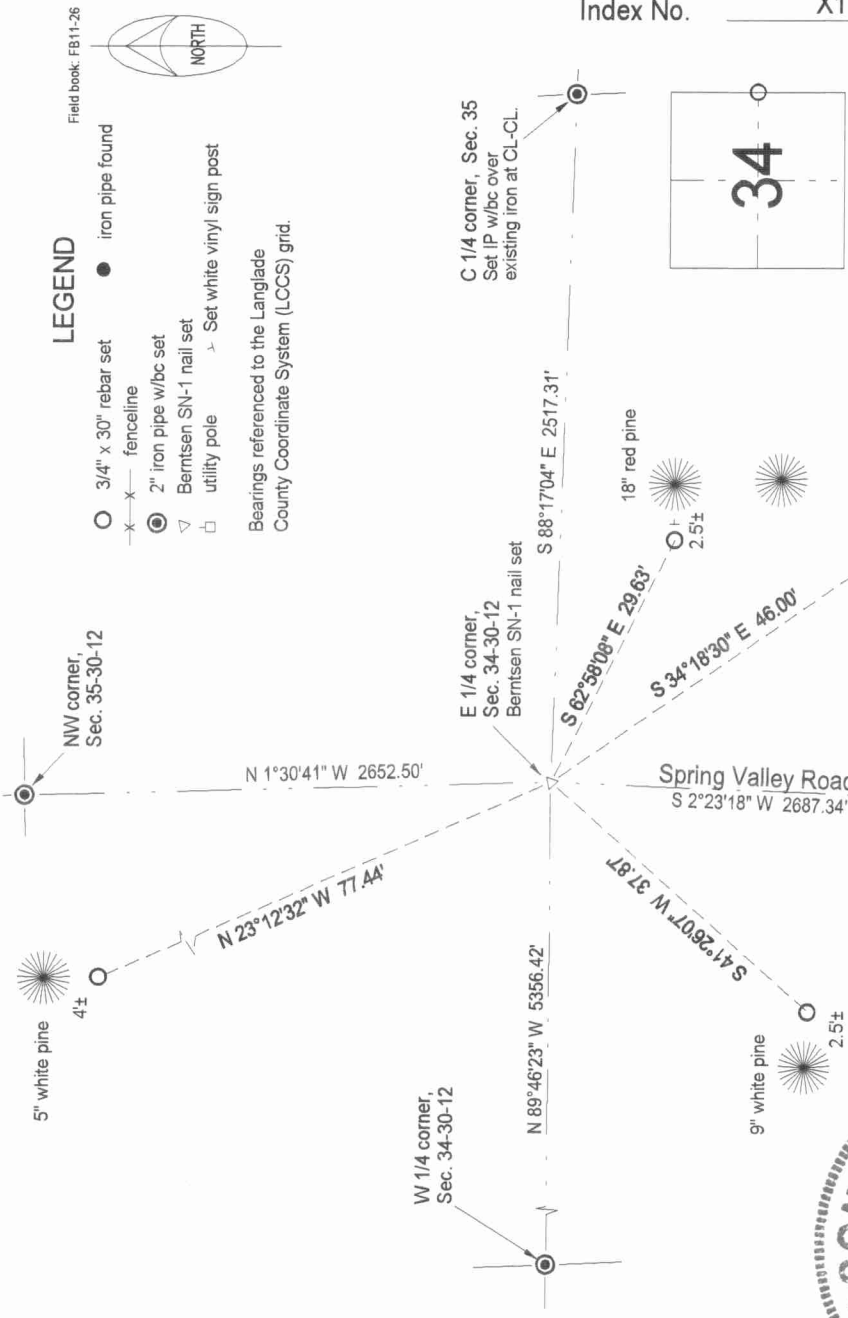 Index No. X1
Field book: FB11-26
NORTH
LEGEND
3/4" x 30" rebar set
iron pipe found
x x fenceline
2" iron pipe w/bc set
Berntsen SN-1 nail set
utility pole
Set white vinyl sign post
Bearings referenced to the Langlade
County Coordinate System (LCCS) grid.
C 1/4 corner, Sec. 35
Set IP w/bc over
existing iron at CL-CL.
34
NW corner,
Sec. 35-30-12
N 1°30'41" W 2652.50'
S 88°17'04" E 2517.31'
18" red pine
2.5'±
E 1/4 corner,
Sec. 34-30-12
Berntsen SN-1 nail set
S 62°58'08" E 29.63'
S 34°18'30" E 46.00'
Spring Valley Road
S 2°23'18" W 2687.34'
5" white pine
4'±
N 23°12'32" W 77.44'
S 41°26'07" W 37.87'
N 89°46'23" W 5356.42'
W 1/4 corner,
Sec. 34-30-12
9" white pine
2.5'±